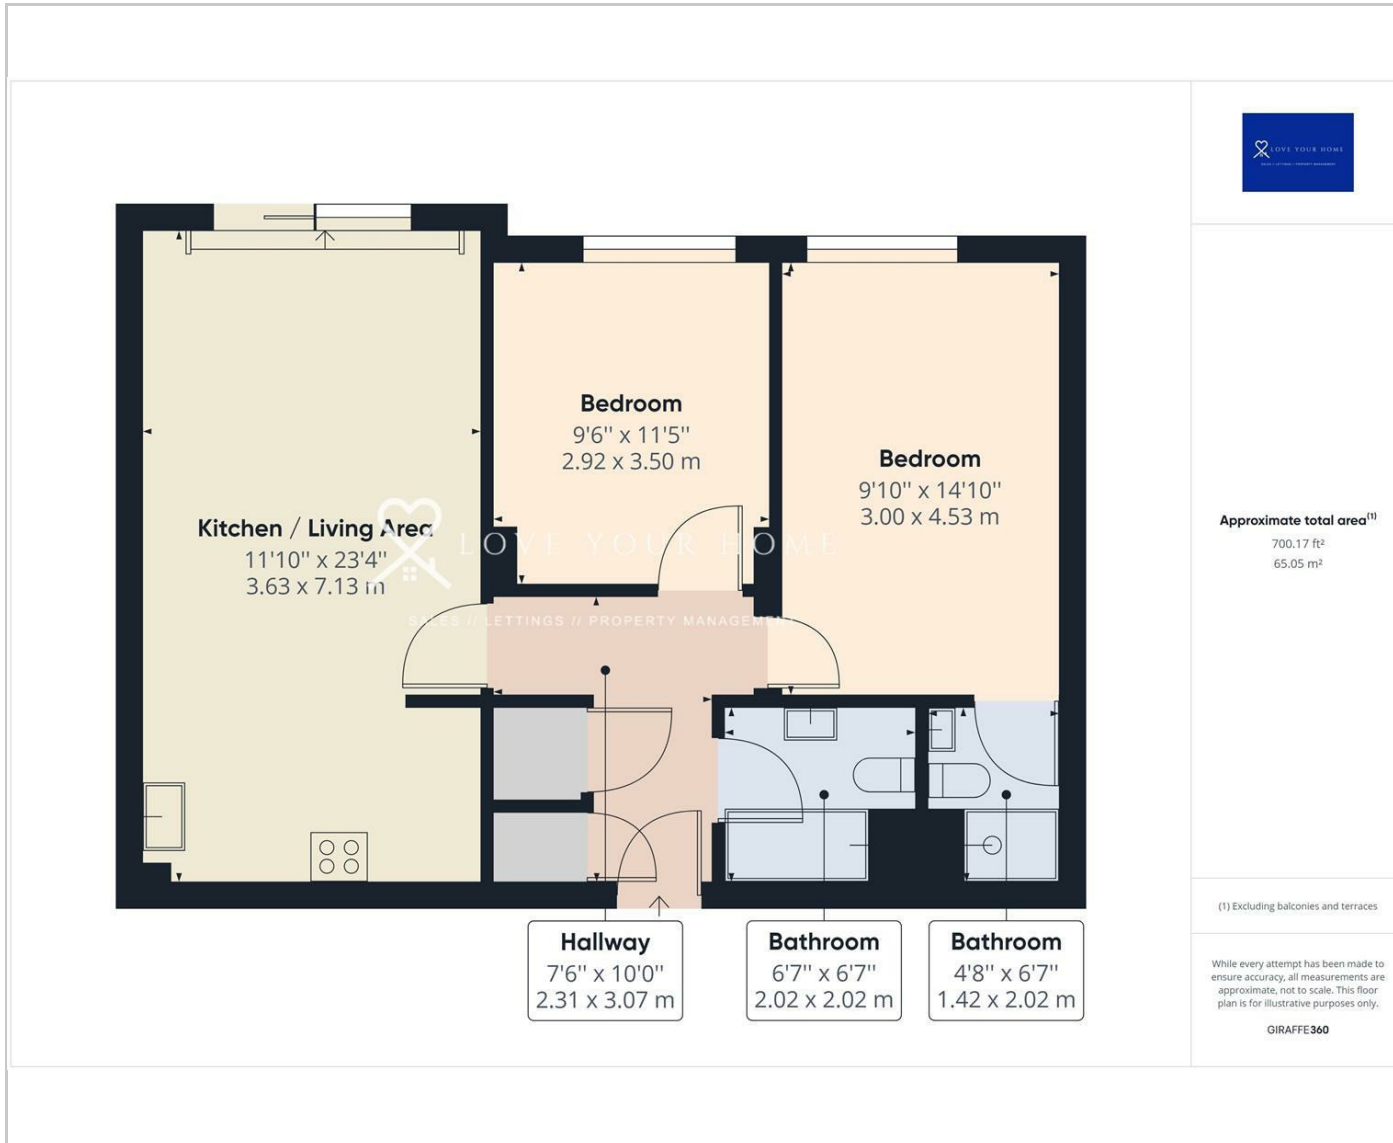 LOVE YOUR HOME
SALES // LETTINGS // PROPERTY MANAGEMENT
Kitchen / Living Area
11'10'' x 23'4''
3.63 x 7.13 m
Bedroom
9'6'' x 11'5''
2.92 x 3.50 m
Bedroom
9'10'' x 14'10''
3.00 x 4.53 m
LOVE YOUR HOME
SALES // LETTINGS // PROPERTY MANAGEMENT
Hallway
7'6'' x 10'0''
2.31 x 3.07 m
Bathroom
6'7'' x 6'7''
2.02 x 2.02 m
Bathroom
4'8'' x 6'7''
1.42 x 2.02 m
Approximate total area(1)
700.17 ft²
65.05 m²
(1) Excluding balconies and terraces
While every attempt has been made to
ensure accuracy, all measurements are
approximate, not to scale. This floor
plan is for illustrative purposes only.
GIRAFFE360